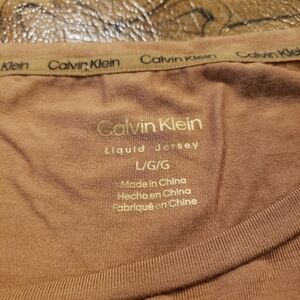 Klein Calvin Klein Calvin Klein Calvin Klein
Calvin Klein
Liquid Jersey
L/G/G
Made in China
Hecho en China
Fabriqué en Chine